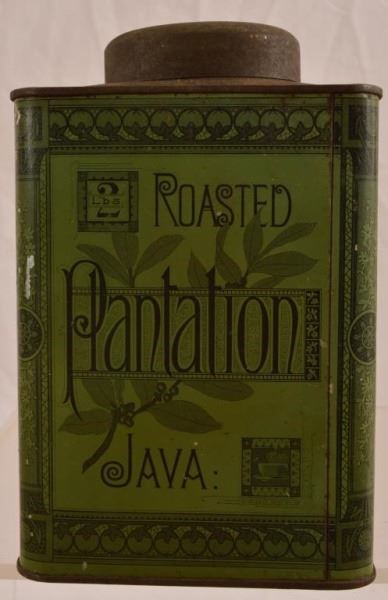 2
Lbs
ROASTED
Plantation
JAVA: